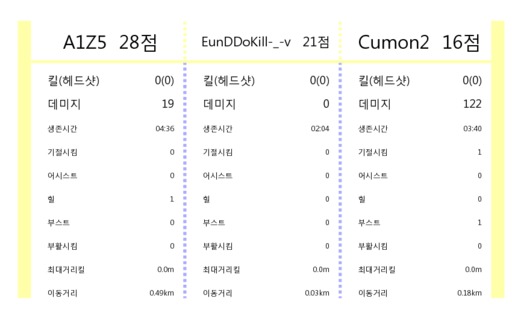 A1Z5 28점 EunDDoKill-_-v 21점 Cumon2 16점
킬(헤드샷) 0(0) 킬(헤드샷) 0(0) 킬(헤드샷) 0(0)
데미지 19 데미지 0 데미지 122
생존시간 04:36 생존시간 02:04 생존시간 03:40
기절시킴 0 기절시킴 0 기절시킴 1
어시스트 0 어시스트 0 어시스트 0
힐 1 힐 0 힐 0
부스트 0 부스트 0 부스트 1
부활시킴 0 부활시킴 0 부활시킴 0
최대거리킬 0.0m 최대거리킬 0.0m 최대거리킬 0.0m
이동거리 0.49km 이동거리 0.03km 이동거리 0.18km